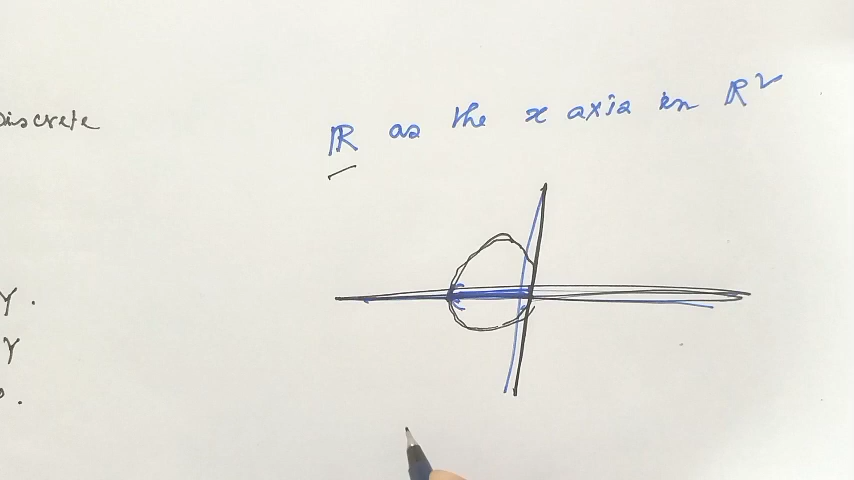 Discrete
ℝ as the x axis in ℝ²
Y.
Y